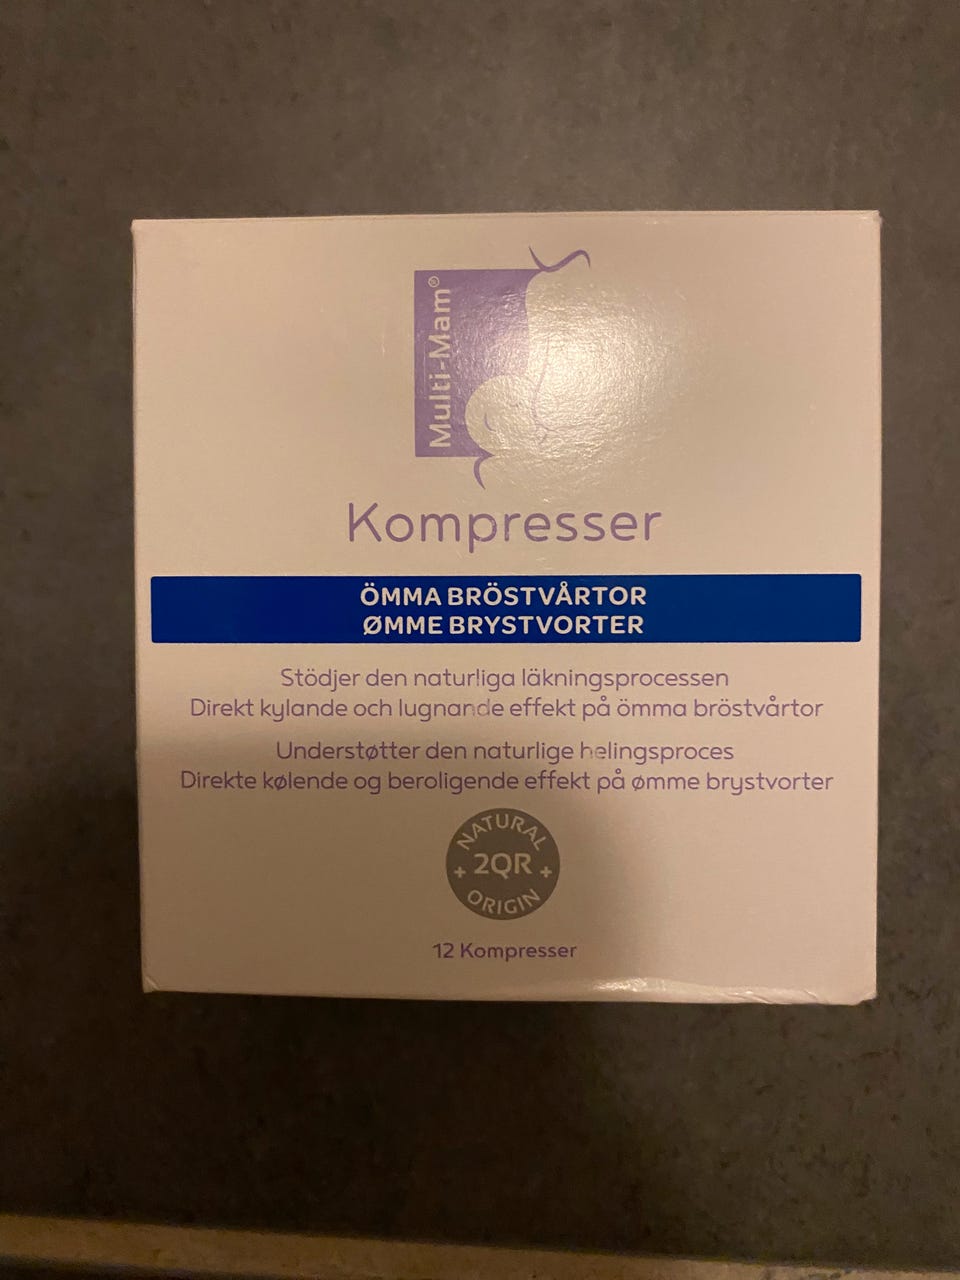 Multi-Mam®
Kompresser
ÖMMA BRÖSTVÅRTOR
ØMME BRYSTVORTER
Stödjer den naturliga läkningsprocessen
Direkt kylande och lugnande effekt på ömma bröstvårtor
Understøtter den naturlige helingsproces
Direkte kølende og beroligende effekt på ømme brystvorter
NATURAL
+ 2QR +
ORIGIN
12 Kompresser